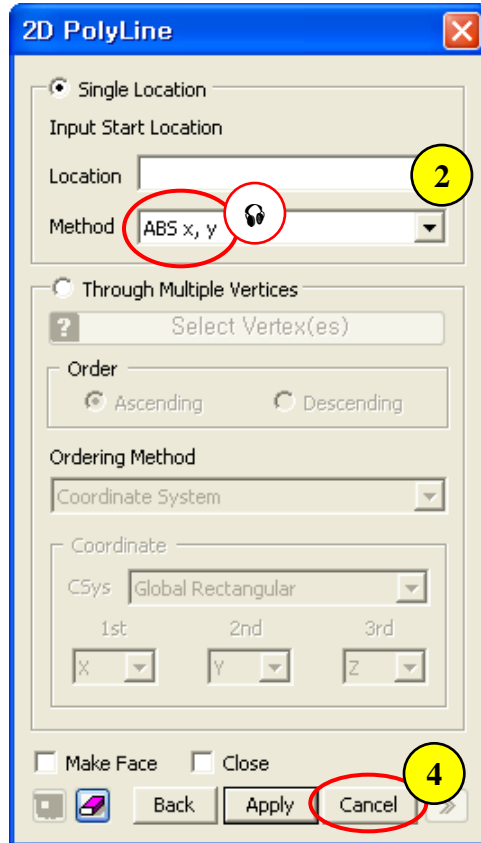 2D PolyLine
Single Location
Input Start Location
Location
2
Method ABS x, y
Through Multiple Vertices
? Select Vertex(es)
Order
Ascending Descending
Ordering Method
Coordinate System
Coordinate
CSys Global Rectangular
1st 2nd 3rd
X Y Z
Make Face Close
4
Back Apply Cancel